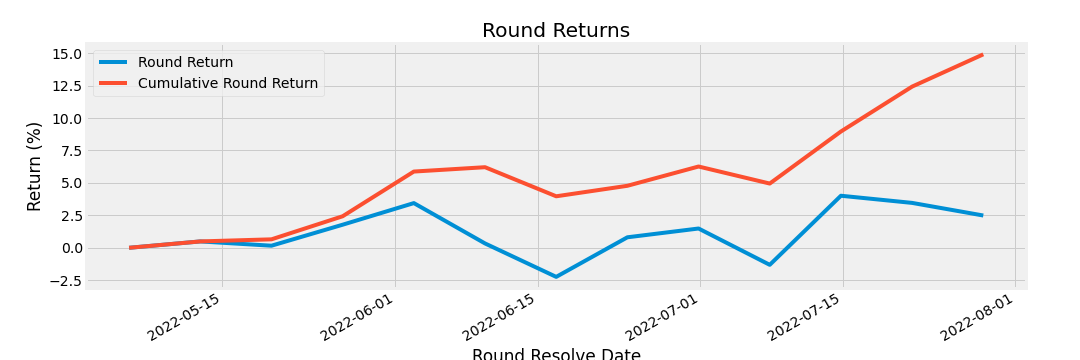 Round Returns
Round Return
Cumulative Round Return
Return (%)
15.0
12.5
10.0
7.5
5.0
2.5
0.0
−2.5
2022-05-15
2022-06-01
2022-06-15
2022-07-01
2022-07-15
2022-08-01
Round Resolve Date